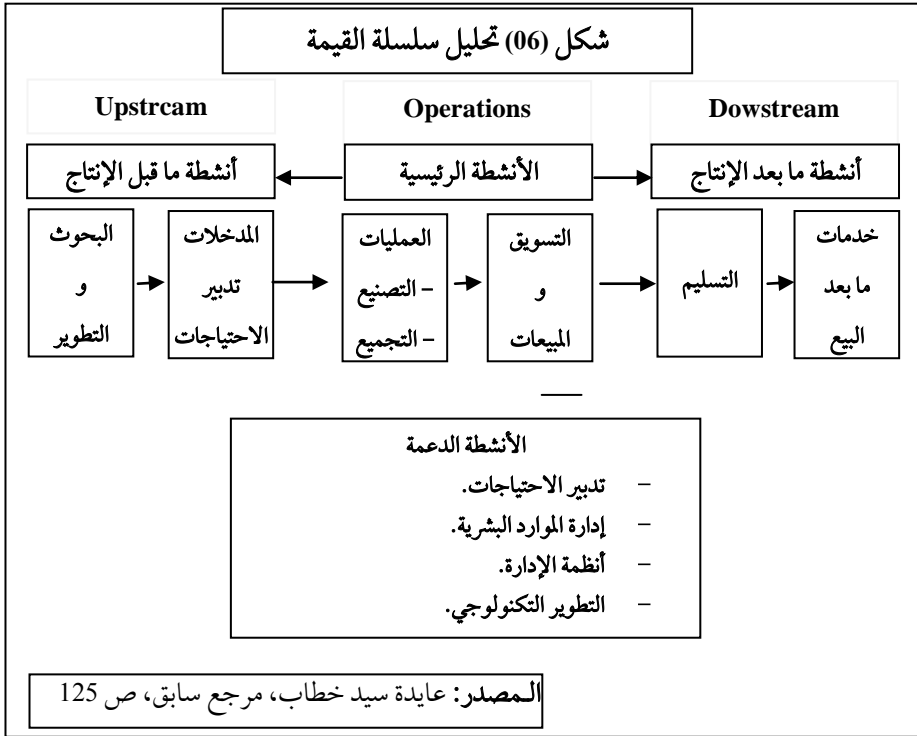 شكل (06) تحليل سلسلة القيمة
Upstrcam
Operations
Dowstream
أنشطة ما قبل الإنتاج
الأنشطة الرئيسية
أنشطة ما بعد الإنتاج
البحوث
و
التطوير
المدخلات
تدبير
الاحتياجات
العمليات
– التصنيع
– التجميع
التسويق
و
المبيعات
التسليم
خدمات
ما بعد
البيع
الأنشطة الدعمة
– تدبير الاحتياجات.
– إدارة الموارد البشرية.
– أنظمة الإدارة.
– التطوير التكنولوجي.
الـمصدر: عايدة سيد خطاب، مرجع سابق، ص 125